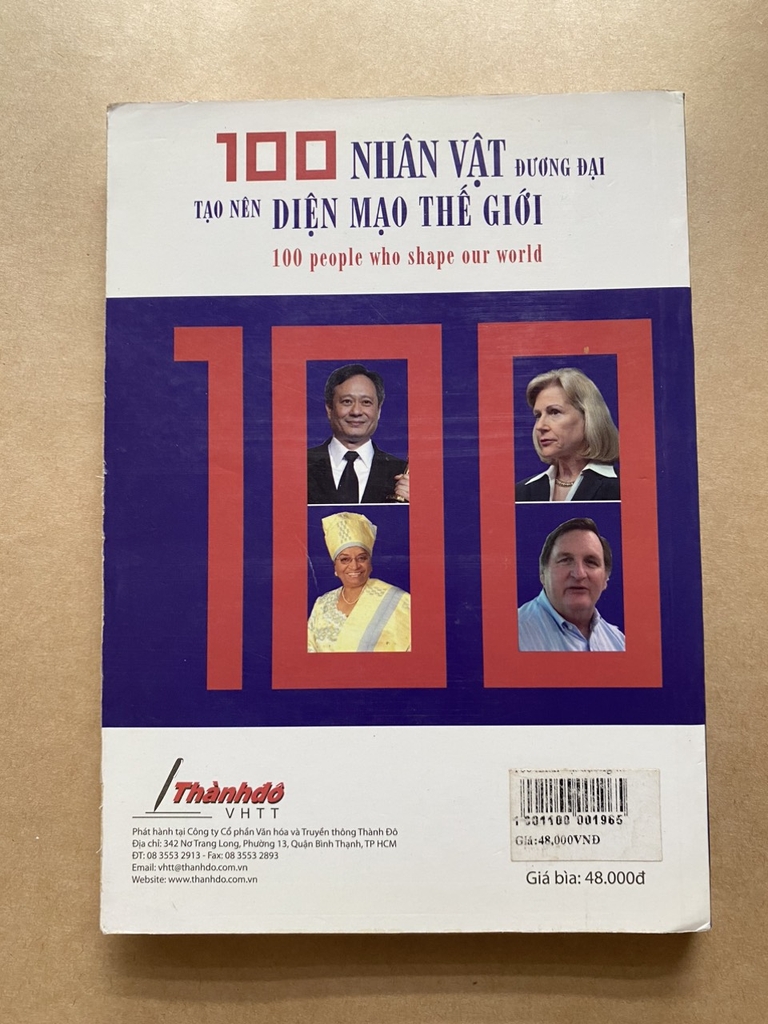 100 NHÂN VẬT ĐƯƠNG ĐẠI
TẠO NÊN DIỆN MẠO THẾ GIỚI
100 people who shape our world
100
Thànhđô
VHTT
Phát hành tại Công ty Cổ phần Văn hóa và Truyền thông Thành Đô
Địa chỉ: 342 Nơ Trang Long, Phường 13, Quận Bình Thạnh, TP HCM
ĐT: 08 3553 2913 - Fax: 08 3553 2893
Email: vhtt@thanhdo.com.vn
Website: www.thanhdo.com.vn
001965
Giá:48,000VNĐ
Giá bìa: 48.000đ